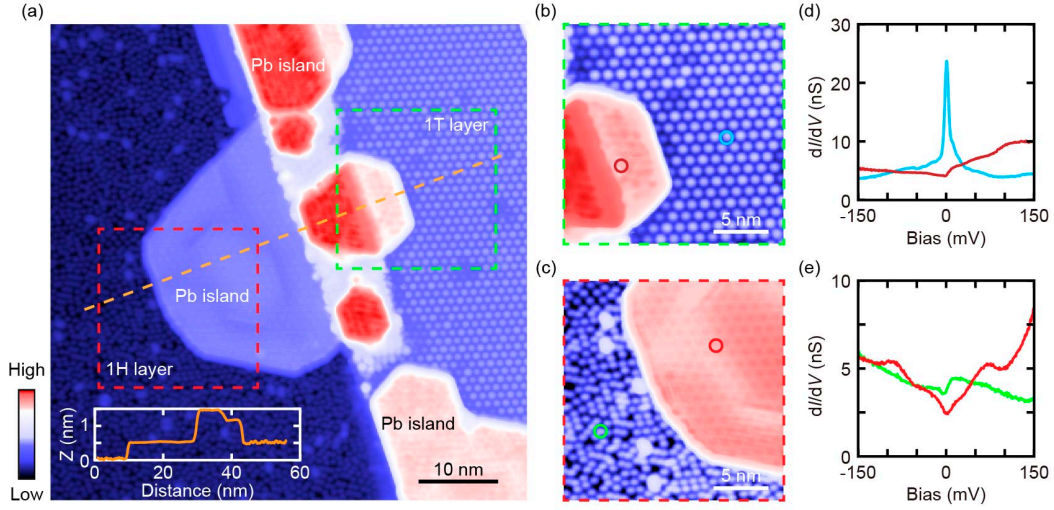 (a)
Pb island
1T layer
Pb island
1H layer
Pb island
High
Low
Z (nm)
1
0
0 20 40 60
Distance (nm)
10 nm
(b)
5 nm
(c)
5 nm
(d)
dI/dV (nS)
30
20
10
0
-150 0 150
Bias (mV)
(e)
dI/dV (nS)
10
5
0
-150 0 150
Bias (mV)